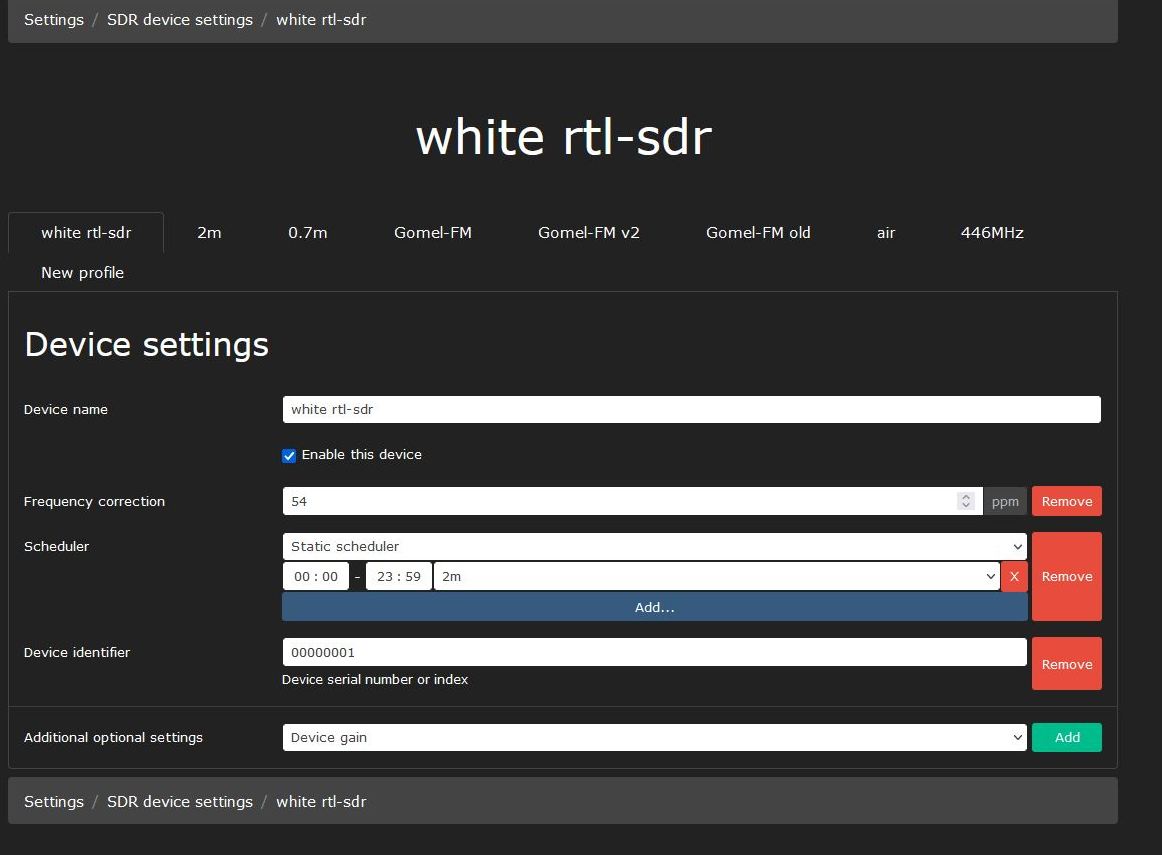 Settings / SDR device settings / white rtl-sdr
white rtl-sdr
white rtl-sdr 2m 0.7m Gomel-FM Gomel-FM v2 Gomel-FM old air 446MHz
New profile
Device settings
Device name white rtl-sdr
Enable this device
Frequency correction 54 ppm Remove
Scheduler Static scheduler
00 : 00 - 23 : 59 2m X Remove
Add...
Device identifier 00000001
Remove
Device serial number or index
Additional optional settings Device gain Add
Settings / SDR device settings / white rtl-sdr